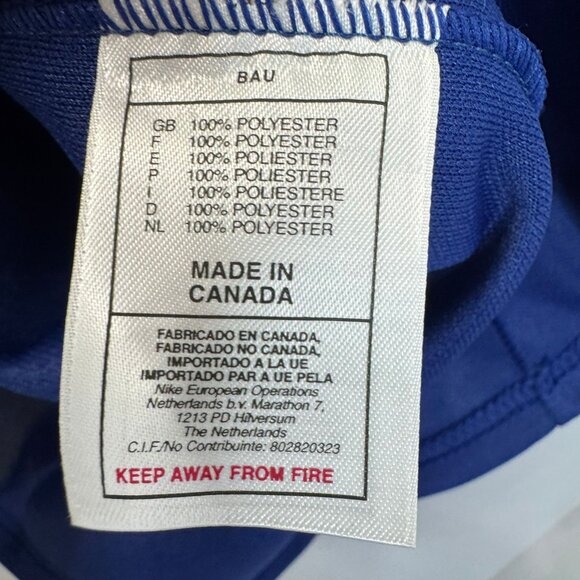 BAU
GB 100% POLYESTER
F 100% POLYESTER
E 100% POLIESTER
P 100% POLIESTER
I 100% POLIESTERE
D 100% POLYESTER
NL 100% POLYESTER
MADE IN
CANADA
FABRICADO EN CANADA,
FABRICADO NO CANADA,
IMPORTADO A LA UE
IMPORTADO PAR A UE PELA
Nike European Operations
Netherlands b.v. Marathon 7,
1213 PD Hilversum
The Netherlands
C.I.F/No Contribuinte: 802820323
KEEP AWAY FROM FIRE